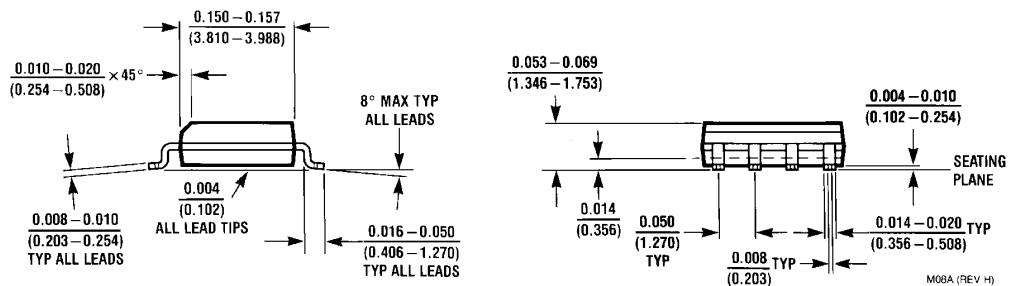 0.150 – 0.157
(3.810 – 3.988)
0.010 – 0.020
(0.254 – 0.508)
× 45°
8° MAX TYP
ALL LEADS
0.004
(0.102)
ALL LEAD TIPS
0.008 – 0.010
(0.203 – 0.254)
TYP ALL LEADS
0.016 – 0.050
(0.406 – 1.270)
TYP ALL LEADS
0.053 – 0.069
(1.346 – 1.753)
0.004 – 0.010
(0.102 – 0.254)
SEATING
PLANE
0.014
(0.356)
0.050
(1.270)
TYP
0.014 – 0.020 TYP
(0.356 – 0.508)
0.008 TYP
(0.203)
M08A (REV H)